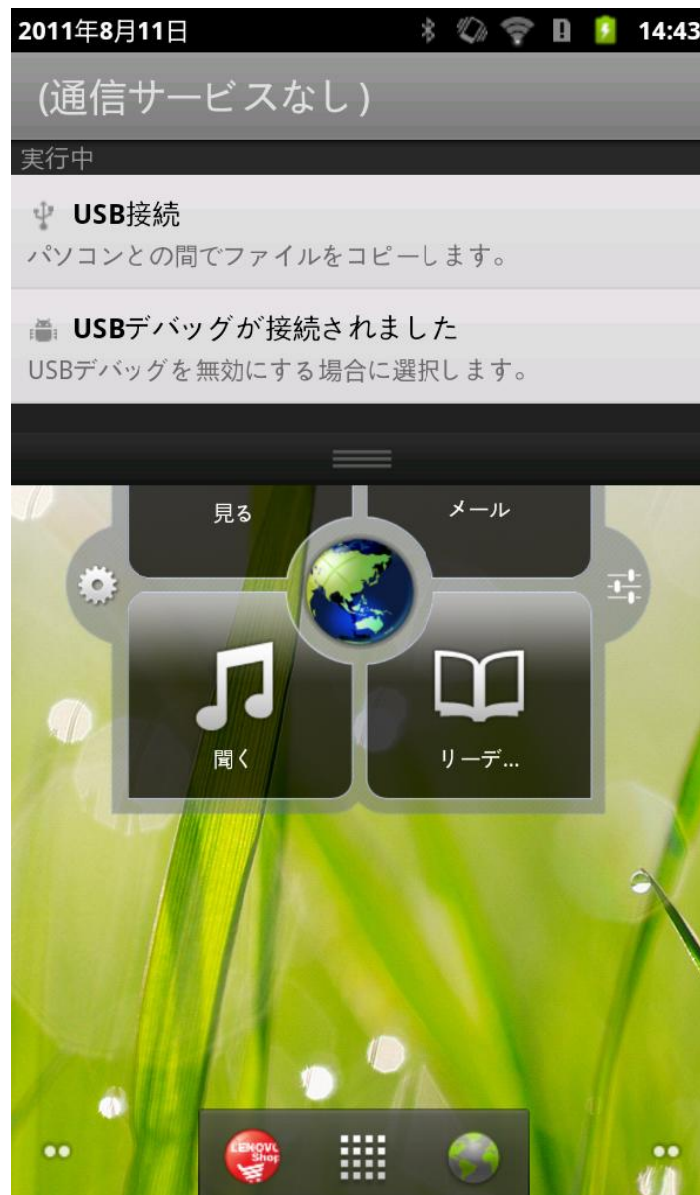 2011年8月11日 14:43
(通信サービスなし)
実行中
USB接続
パソコンとの間でファイルをコピーします。
USBデバッグが接続されました
USBデバッグを無効にする場合に選択します。
見る メール
聞く リーデ...
LENOVO
Shop